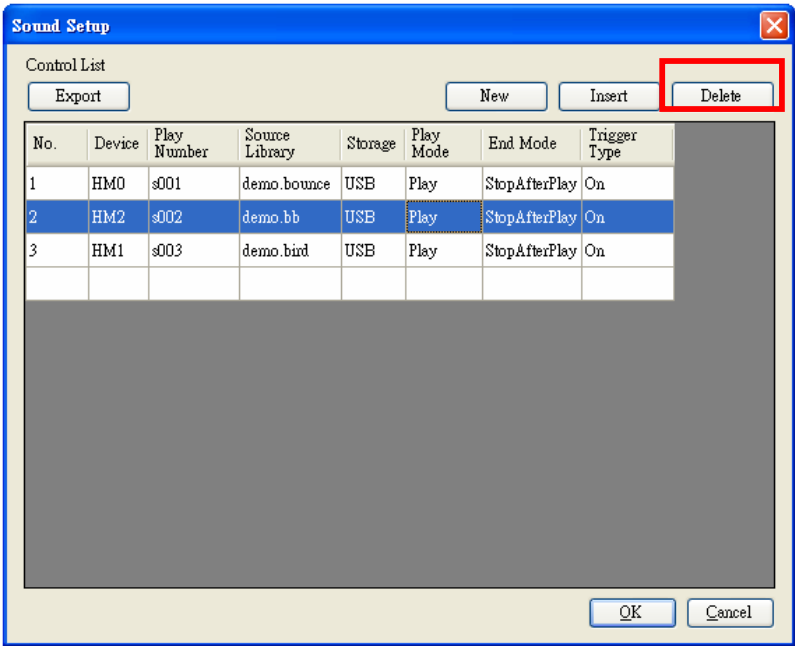 Sound Setup
Control List
Export New Insert Delete
No. Device Play Number Source Library Storage Play Mode End Mode Trigger Type
1 HM0 s001 demo.bounce USB Play StopAfterPlay On
2 HM2 s002 demo.bb USB Play StopAfterPlay On
3 HM1 s003 demo.bird USB Play StopAfterPlay On
OK Cancel